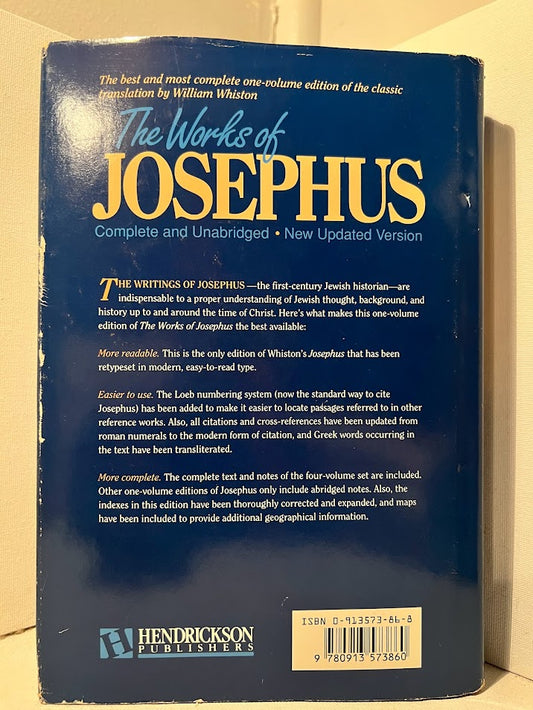 The best and most complete one-volume edition of the classic
translation by William Whiston
The Works of
JOSEPHUS
Complete and Unabridged • New Updated Version
THE WRITINGS OF JOSEPHUS—the first-century Jewish historian—are
indispensable to a proper understanding of Jewish thought, background, and
history up to and around the time of Christ. Here's what makes this one-volume
edition of The Works of Josephus the best available:
More readable. This is the only edition of Whiston's Josephus that has been
retypeset in modern, easy-to-read type.
Easier to use. The Loeb numbering system (now the standard way to cite
Josephus) has been added to make it easier to locate passages referred to in other
reference works. Also, all citations and cross-references have been updated from
roman numerals to the modern form of citation, and Greek words occurring in
the text have been transliterated.
More complete. The complete text and notes of the four-volume set are included.
Other one-volume editions of Josephus only include abridged notes. Also, the
indexes in this edition have been thoroughly corrected and expanded, and maps
have been included to provide additional geographical information.
ISBN 0-913573-86-8
9 780913 573860
H HENDRICKSON
PUBLISHERS